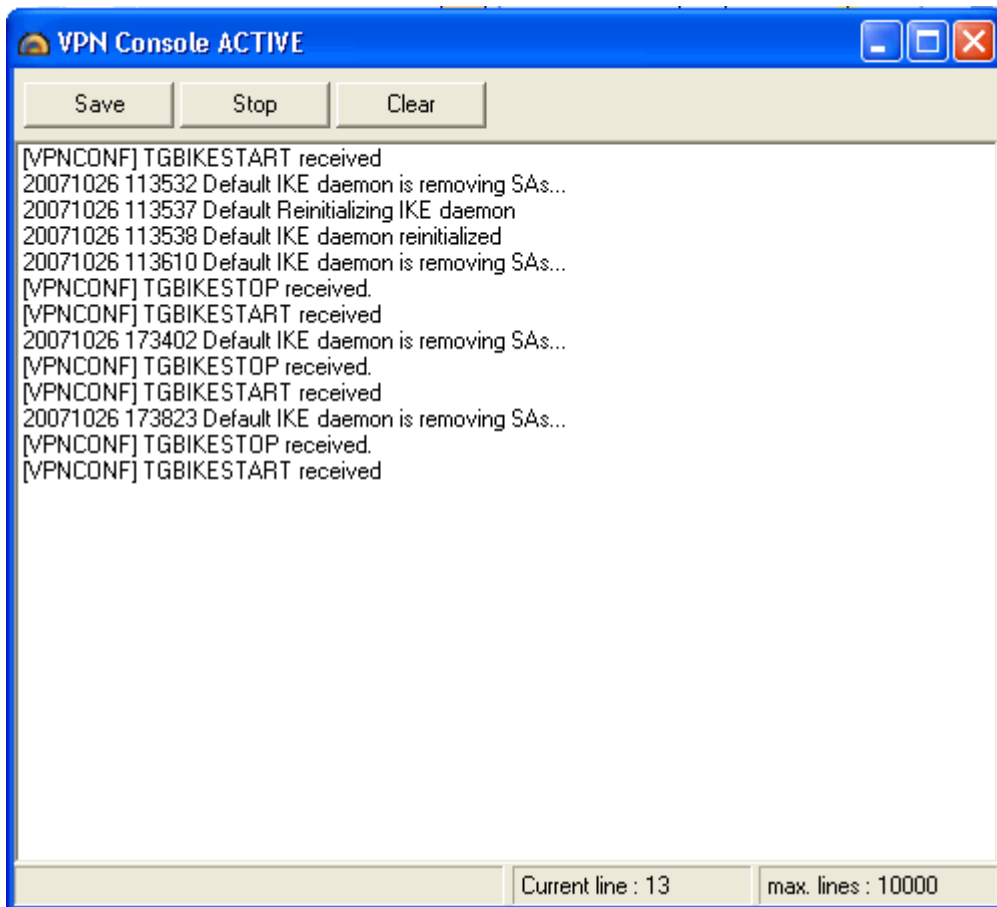 VPN Console ACTIVE
Save Stop Clear
[VPNCONF] TGBIKESTART received
20071026 113532 Default IKE daemon is removing SAs...
20071026 113537 Default Reinitializing IKE daemon
20071026 113538 Default IKE daemon reinitialized
20071026 113610 Default IKE daemon is removing SAs...
[VPNCONF] TGBIKESTOP received.
[VPNCONF] TGBIKESTART received
20071026 173402 Default IKE daemon is removing SAs...
[VPNCONF] TGBIKESTOP received.
[VPNCONF] TGBIKESTART received
20071026 173823 Default IKE daemon is removing SAs...
[VPNCONF] TGBIKESTOP received.
[VPNCONF] TGBIKESTART received
Current line : 13 max. lines : 10000